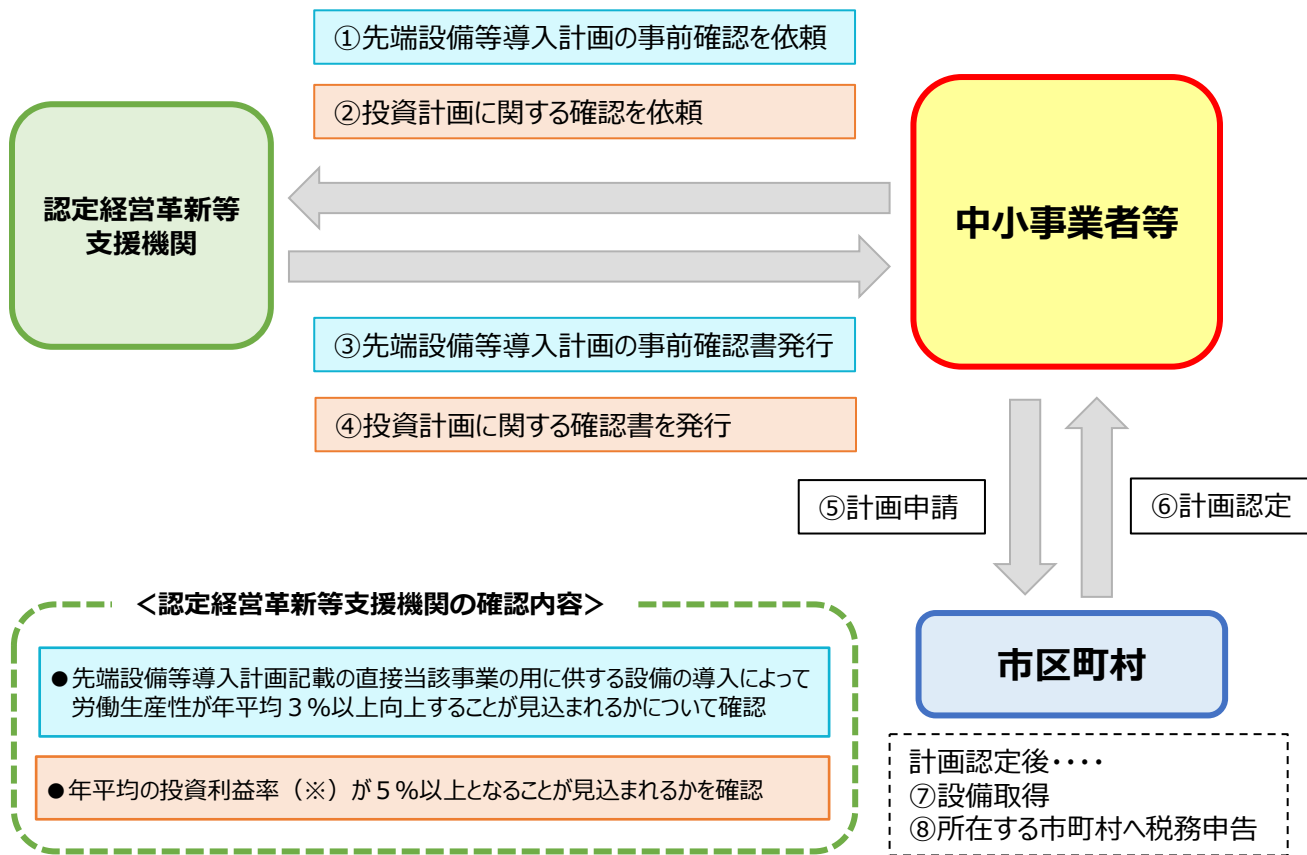 ①先端設備等導入計画の事前確認を依頼
②投資計画に関する確認を依頼
認定経営革新等
支援機関
中小事業者等
③先端設備等導入計画の事前確認書発行
④投資計画に関する確認書を発行
⑤計画申請
⑥計画認定
＜認定経営革新等支援機関の確認内容＞
●先端設備等導入計画記載の直接当該事業の用に供する設備の導入によって
労働生産性が年平均３％以上向上することが見込まれるかについて確認
●年平均の投資利益率（※）が５％以上となることが見込まれるかを確認
市区町村
計画認定後・・・・
⑦設備取得
⑧所在する市町村へ税務申告